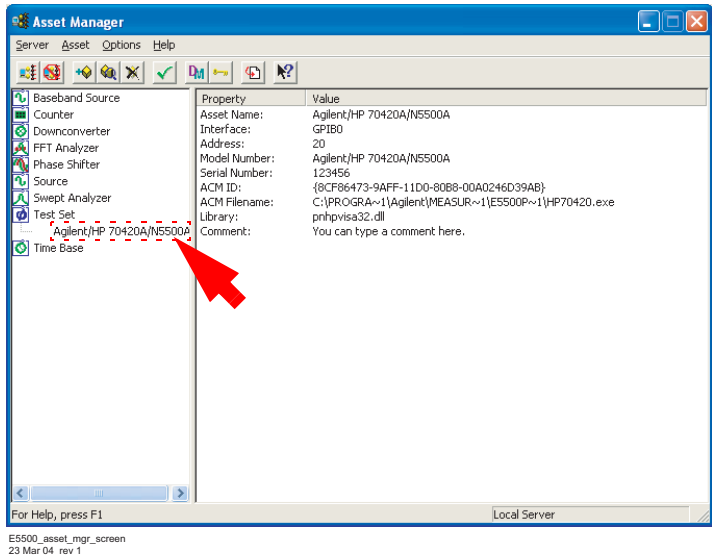 Asset Manager
Server Asset Options Help
Baseband Source
Counter
Downconverter
FFT Analyzer
Phase Shifter
Source
Swept Analyzer
Test Set
Agilent/HP 70420A/N5500A
Time Base
Property Value
Asset Name: Agilent/HP 70420A/N5500A
Interface: GPIB0
Address: 20
Model Number: Agilent/HP 70420A/N5500A
Serial Number: 123456
ACM ID: {8CF86473-9AFF-11D0-80B8-00A0246D39AB}
ACM Filename: C:\PROGRA~1\Agilent\MEASUR~1\E5500P~1\HP70420.exe
Library: pnhpvisa32.dll
Comment: You can type a comment here.
For Help, press F1 Local Server
E5500_asset_mgr_screen
23 Mar 04 rev 1